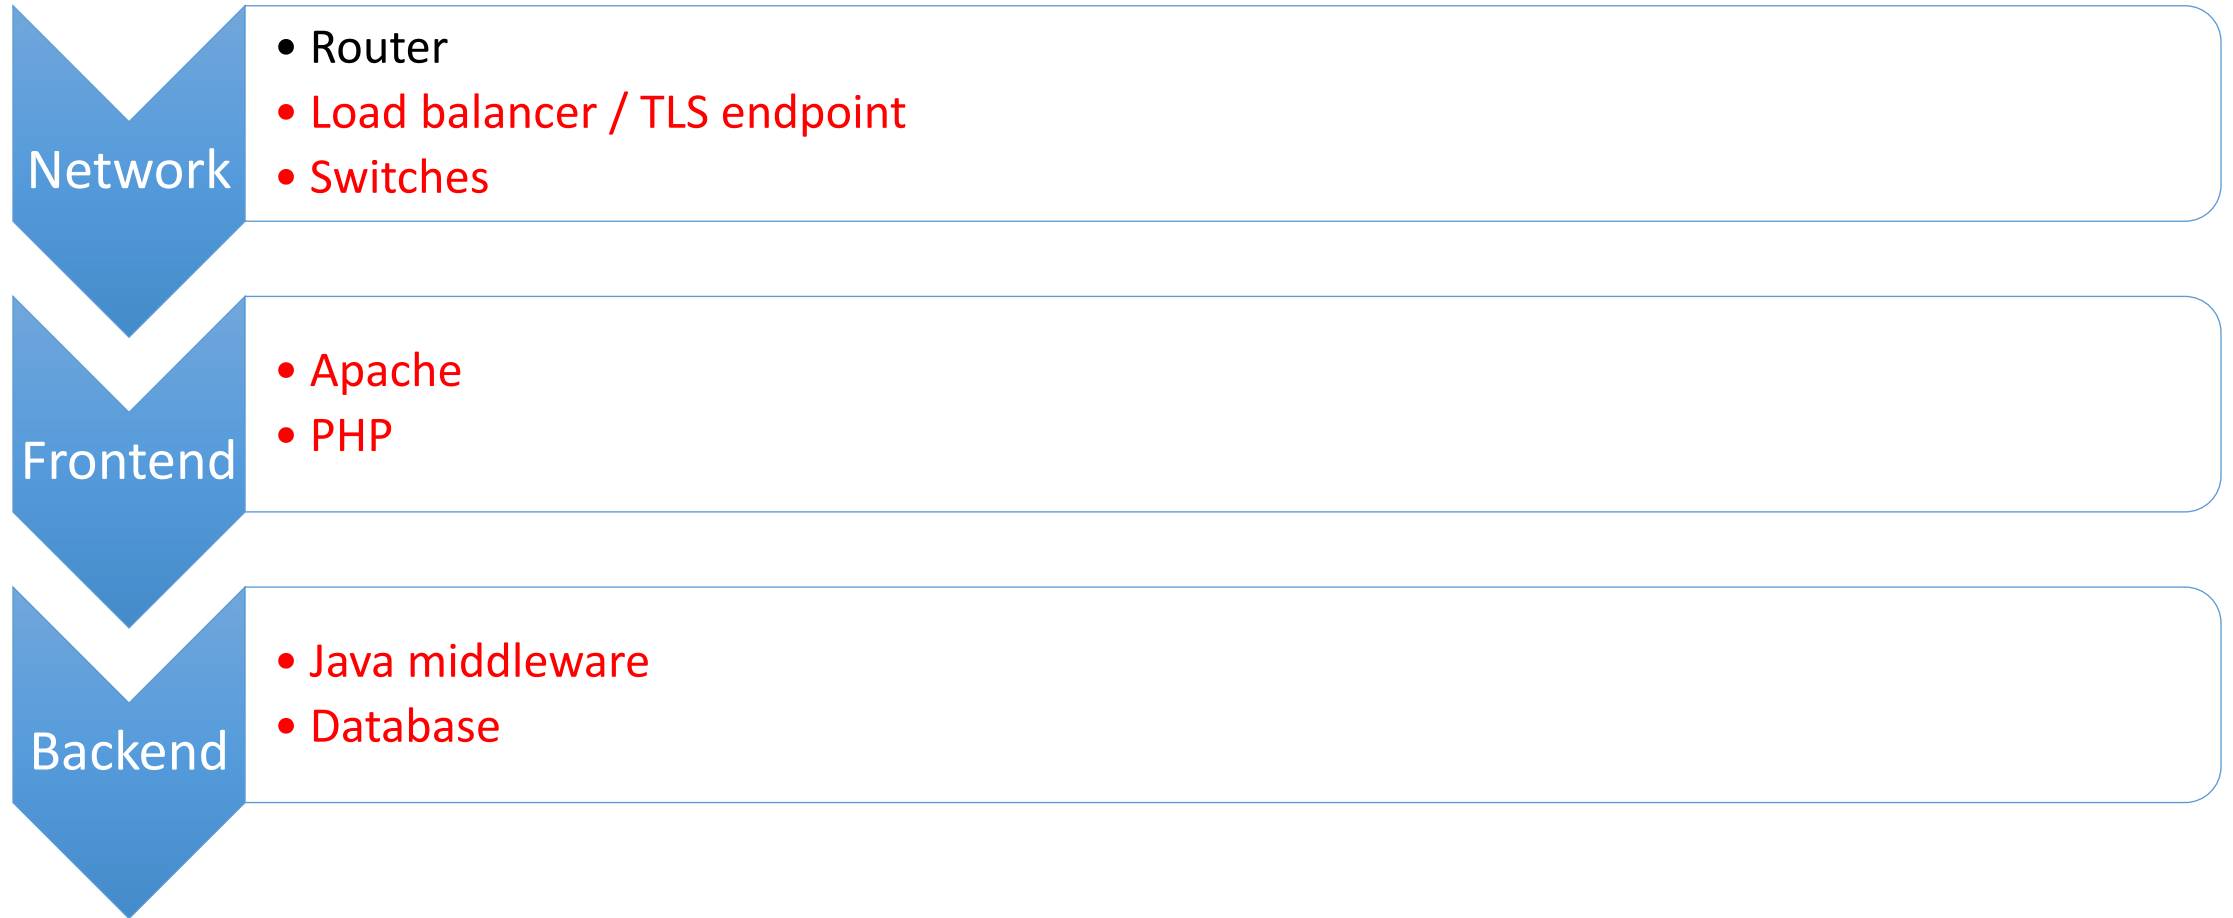 Network
• Router
• Load balancer / TLS endpoint
• Switches
Frontend
• Apache
• PHP
Backend
• Java middleware
• Database